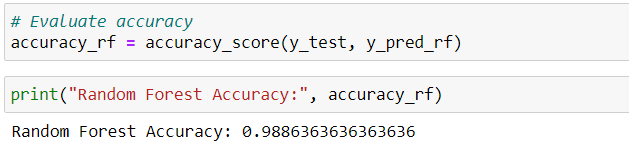 # Evaluate accuracy
accuracy_rf = accuracy_score(y_test, y_pred_rf)
print("Random Forest Accuracy:", accuracy_rf)
Random Forest Accuracy: 0.9886363636363636